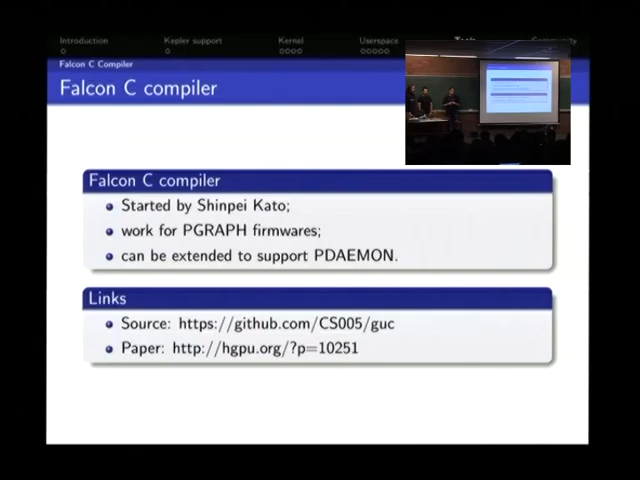 Introduction
Kepler support
Kernel
Userspace
Community
Falcon C Compiler
Falcon C compiler
Falcon C compiler
Started by Shinpei Kato;
work for PGRAPH firmwares;
can be extended to support PDAEMON.
Links
Source: https://github.com/CS005/guc
Paper: http://hgpu.org/?p=10251